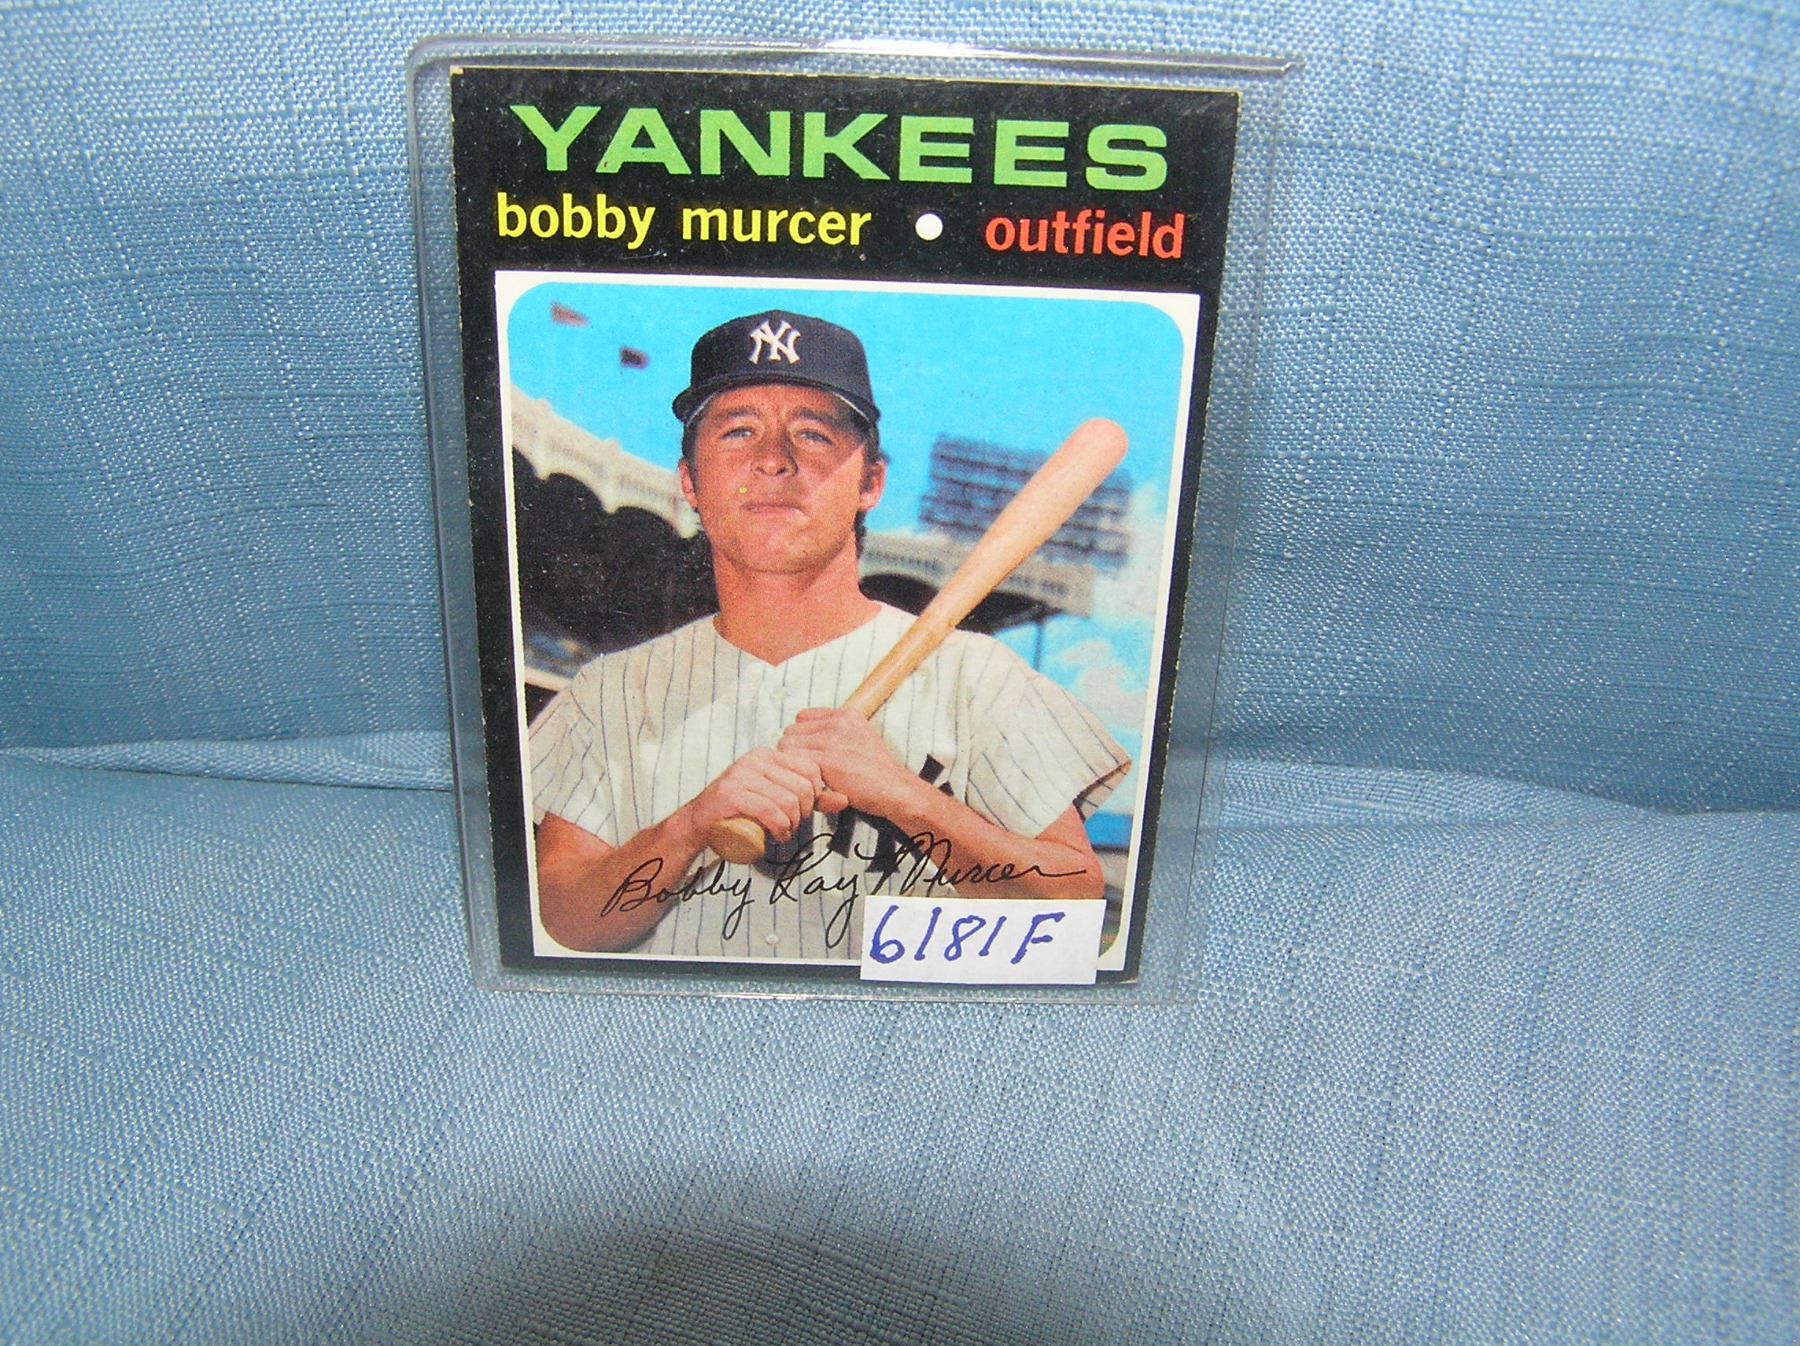 YANKEES
bobby murcer • outfield
NY
Bobby Ray Murcer
6181F